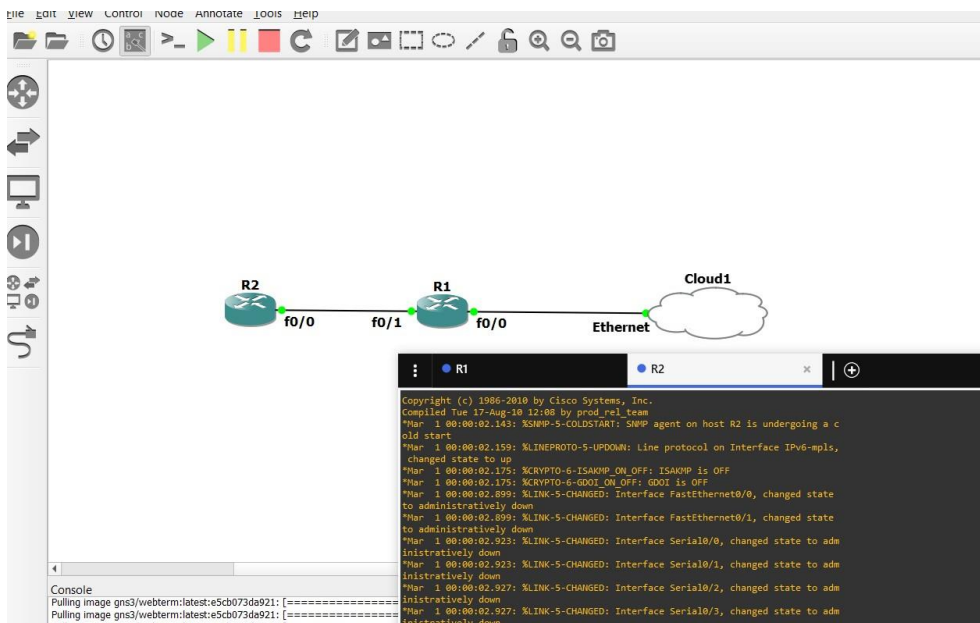 File Edit View Control Node Annotate Tools Help
R2
R1
Cloud1
f0/0
f0/1
f0/0
Ethernet
R1
R2
Copyright (c) 1986-2010 by Cisco Systems, Inc.
Compiled Tue 17-Aug-10 12:08 by prod_rel_team
*Mar 1 00:00:02.143: %SNMP-5-COLDSTART: SNMP agent on host R2 is undergoing a c
old start
*Mar 1 00:00:02.159: %LINEPROTO-5-UPDOWN: Line protocol on Interface IPv6-mpls,
changed state to up
*Mar 1 00:00:02.175: %CRYPTO-6-ISAKMP_ON_OFF: ISAKMP is OFF
*Mar 1 00:00:02.175: %CRYPTO-6-GDOI_ON_OFF: GDOI is OFF
*Mar 1 00:00:02.899: %LINK-5-CHANGED: Interface FastEthernet0/0, changed state
to administratively down
*Mar 1 00:00:02.899: %LINK-5-CHANGED: Interface FastEthernet0/1, changed state
to administratively down
*Mar 1 00:00:02.923: %LINK-5-CHANGED: Interface Serial0/0, changed state to adm
inistratively down
*Mar 1 00:00:02.923: %LINK-5-CHANGED: Interface Serial0/1, changed state to adm
inistratively down
*Mar 1 00:00:02.927: %LINK-5-CHANGED: Interface Serial0/2, changed state to adm
inistratively down
*Mar 1 00:00:02.927: %LINK-5-CHANGED: Interface Serial0/3, changed state to adm
inistratively down
Console
Pulling image gns3/webterm:latest:e5cb073da921: [================
Pulling image gns3/webterm:latest:e5cb073da921: [================